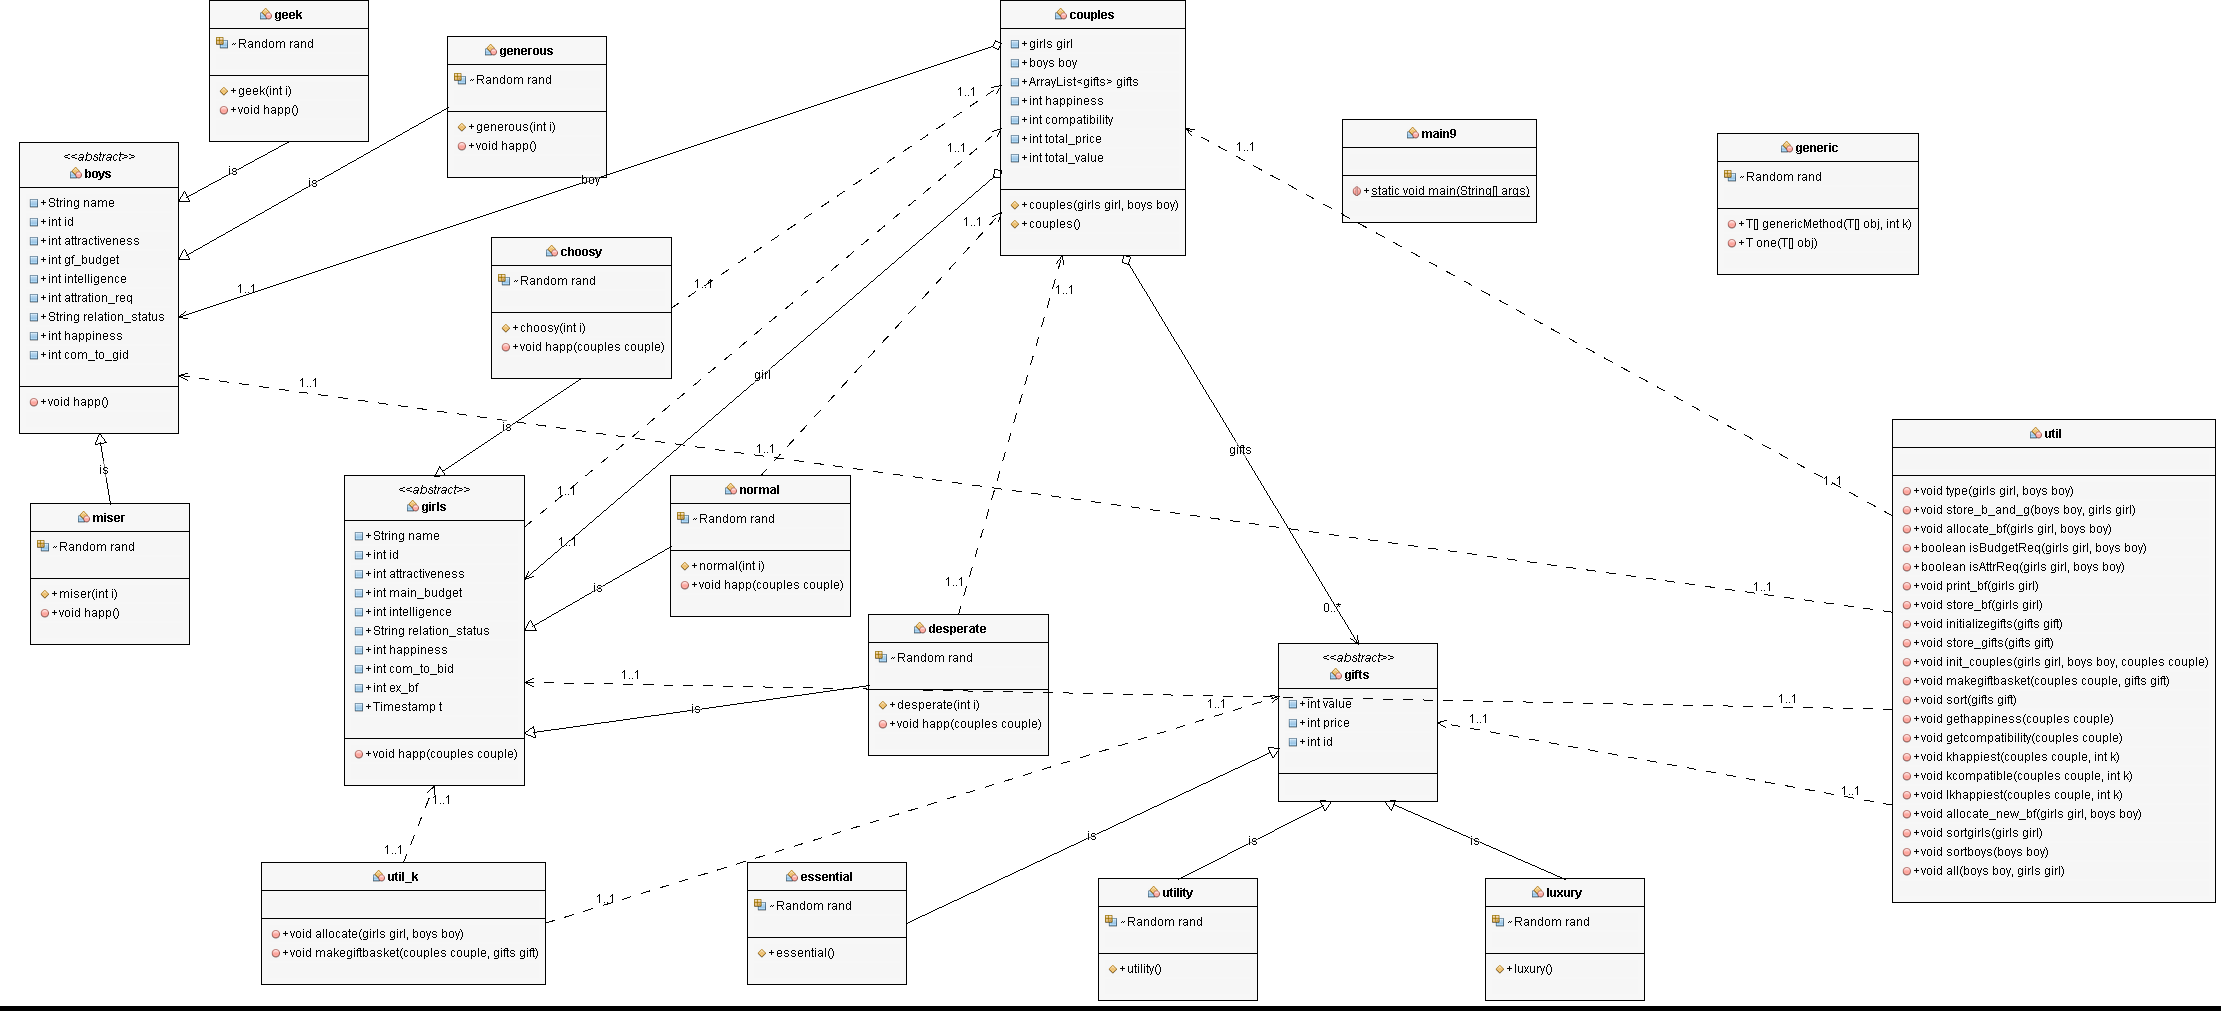 geek
~Random rand
+geek(int i)
+void happ()
generous
~Random rand
+generous(int i)
+void happ()
couples
+girls girl
+boys boy
+ArrayList<gifts> gifts
+int happiness
+int compatibility
+int total_price
+int total_value
+couples(girls girl, boys boy)
+couples()
main9
+static void main(String[] args)
generic
~Random rand
+T[] genericMethod(T[] obj, int k)
+T one(T[] obj)
<<abstract>>
boys
+String name
+int id
+int attractiveness
+int gf_budget
+int intelligence
+int attration_req
+String relation_status
+int happiness
+int com_to_gid
+void happ()
is
is
boy
1..1
1..1
1..1
1..1
1..1
1..1
choosy
~Random rand
+choosy(int i)
+void happ(couples couple)
1..1
1..1
1..1
girl
is
is
gifts
1..1
1..1
1..1
miser
~Random rand
+miser(int i)
+void happ()
<<abstract>>
girls
+String name
+int id
+int attractiveness
+int main_budget
+int intelligence
+String relation_status
+int happiness
+int com_to_bid
+int ex_bf
+Timestamp t
+void happ(couples couple)
normal
~Random rand
+normal(int i)
+void happ(couples couple)
1..1
is
1..1
1..1
0..*
desperate
~Random rand
+desperate(int i)
+void happ(couples couple)
1..1
is
1..1
1..1
1..1
<<abstract>>
gifts
+int value
+int price
+int id
util
+void type(girls girl, boys boy)
+void store_b_and_g(boys boy, girls girl)
+void allocate_bf(girls girl, boys boy)
+boolean isBudgetReq(girls girl, boys boy)
+boolean isAttrReq(girls girl, boys boy)
+void print_bf(girls girl)
+void store_bf(girls girl)
+void initializegifts(gifts gift)
+void store_gifts(gifts gift)
+void init_couples(girls girl, boys boy, couples couple)
+void makegiftbasket(couples couple, gifts gift)
+void sort(gifts gift)
+void gethappiness(couples couple)
+void getcompatibility(couples couple)
+void khappiest(couples couple, int k)
+void kcompatible(couples couple, int k)
+void lkhappiest(couples couple, int k)
+void allocate_new_bf(girls girl, boys boy)
+void sortgirls(girls girl)
+void sortboys(boys boy)
+void all(boys boy, girls girl)
1..1
1..1
1..1
is
is
is
1..1
util_k
+void allocate(girls girl, boys boy)
+void makegiftbasket(couples couple, gifts gift)
essential
~Random rand
+essential()
utility
~Random rand
+utility()
luxury
~Random rand
+luxury()